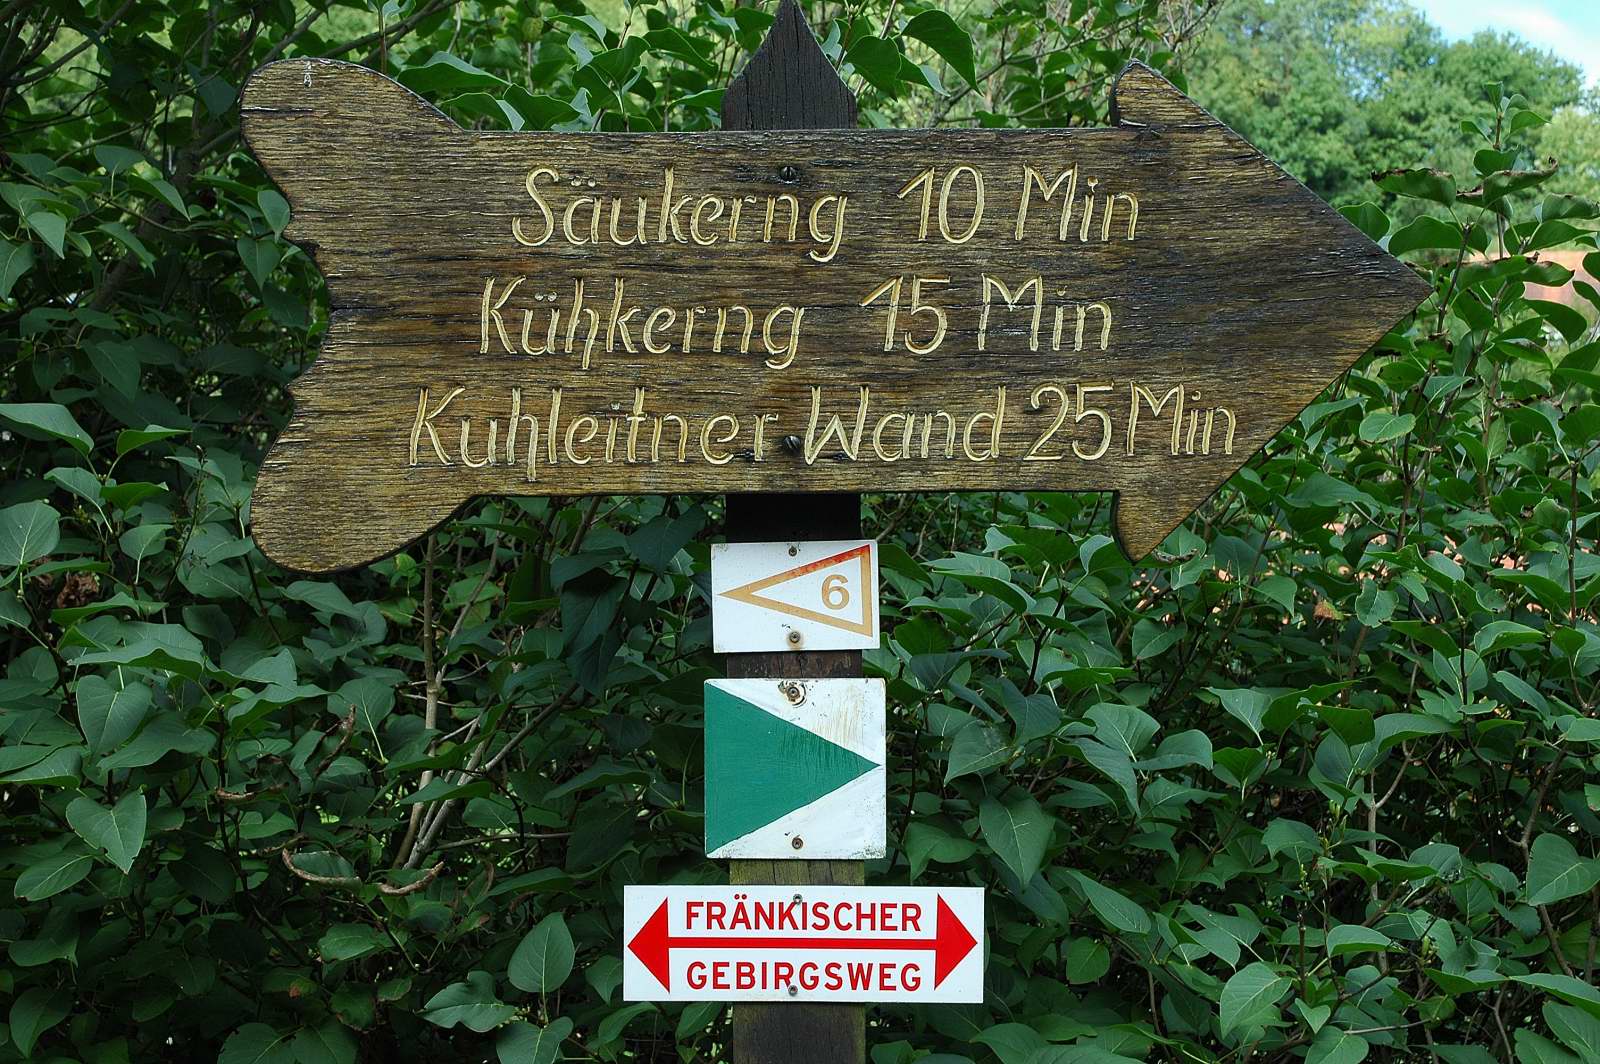 Säukerng 10 Min
Kühkerng 15 Min
Kuhleitner Wand 25 Min
6
FRÄNKISCHER
GEBIRGSWEG